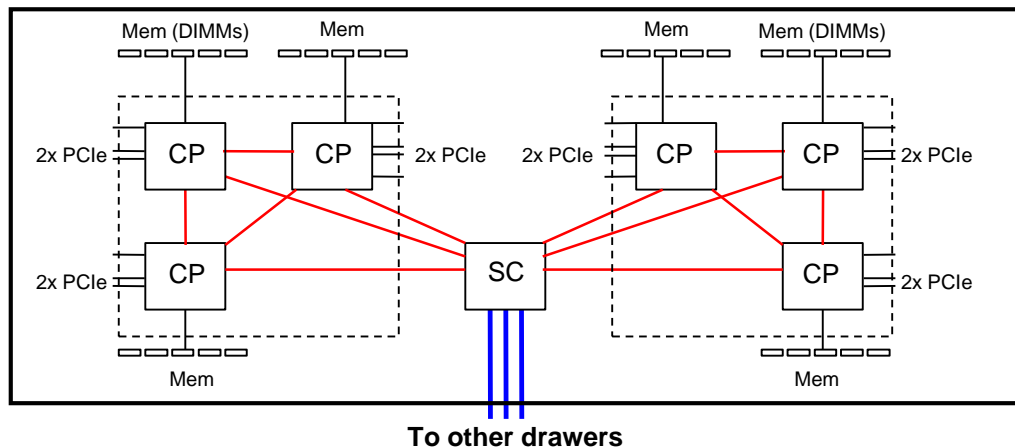 Mem (DIMMs)
Mem
Mem
Mem (DIMMs)
2x PCIe
CP
CP
2x PCIe
2x PCIe
CP
CP
2x PCIe
2x PCIe
CP
SC
CP
2x PCIe
Mem
Mem
To other drawers